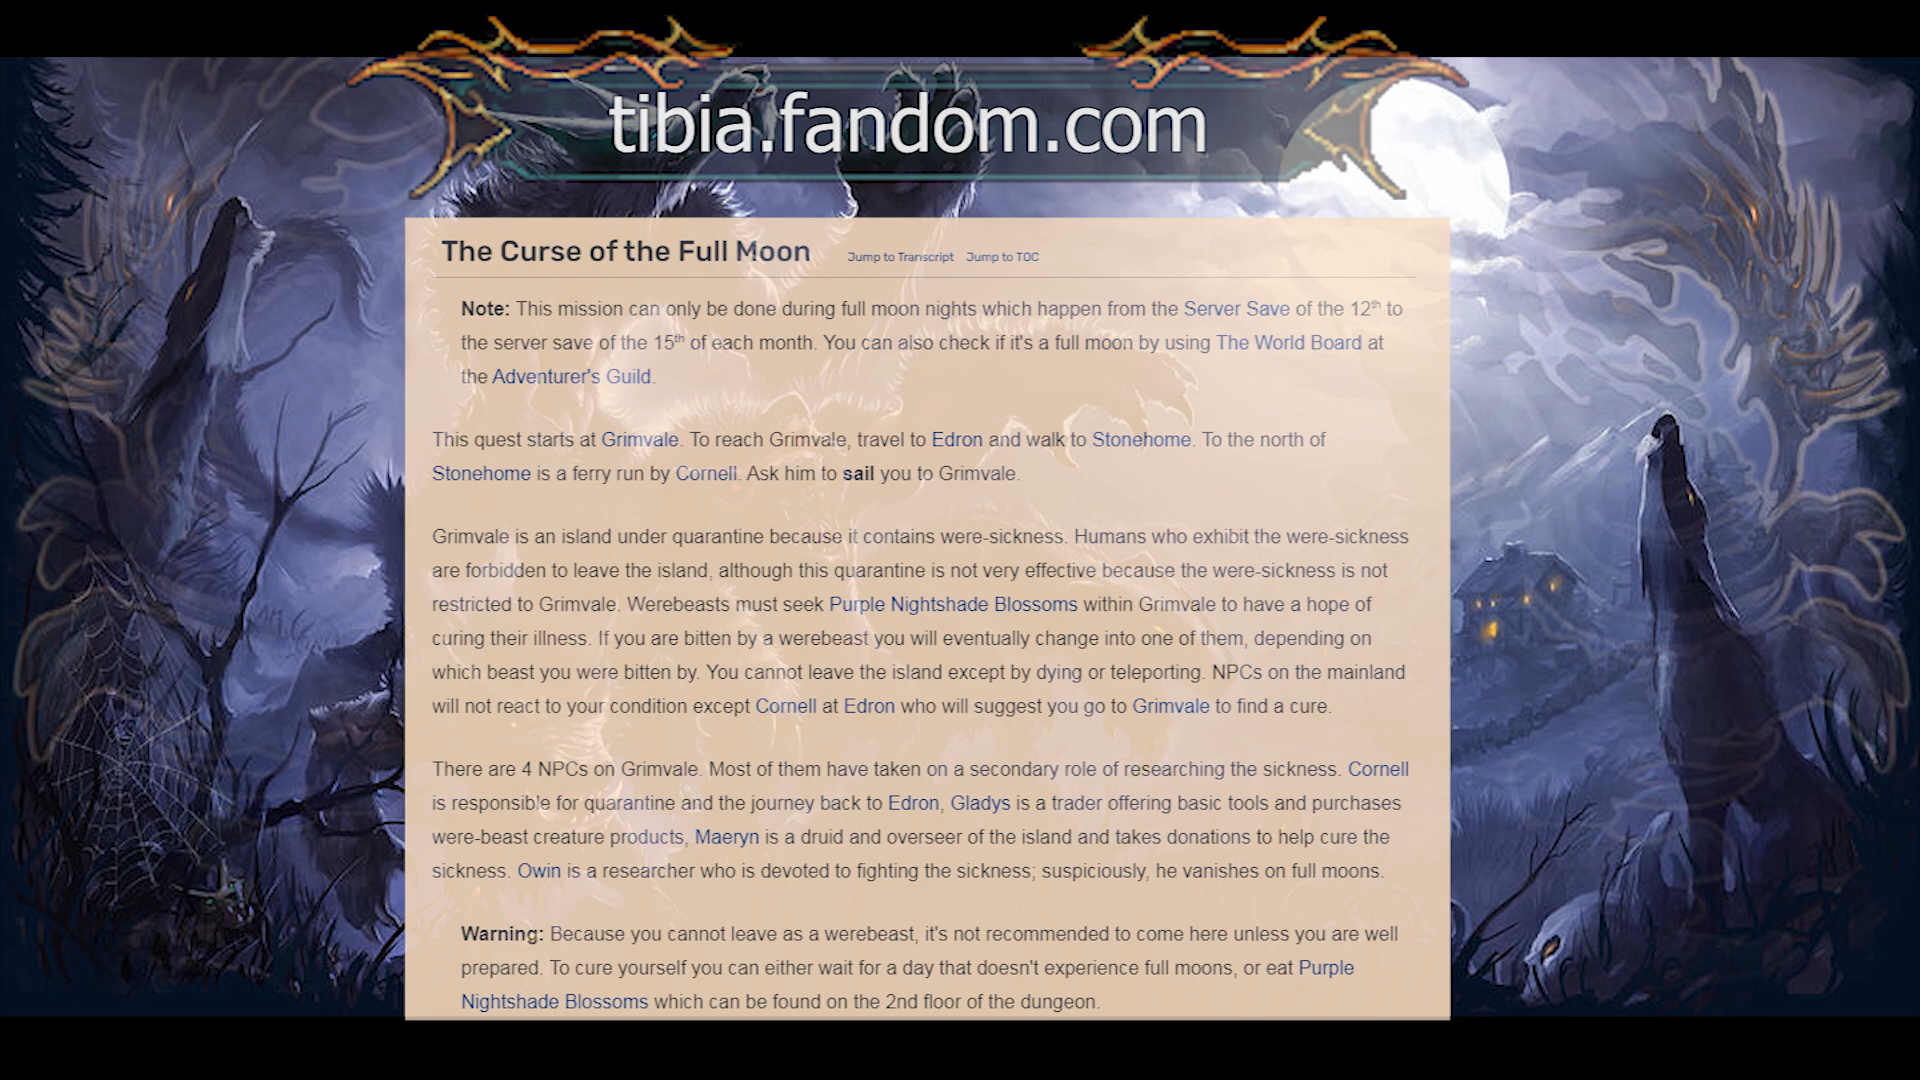 tibia.fandom.com
The Curse of the Full Moon Jump to Transcript Jump to TOC
Note: This mission can only be done during full moon nights which happen from the Server Save of the 12th to
the server save of the 15th of each month. You can also check if it's a full moon by using The World Board at
the Adventurer's Guild.
This quest starts at Grimvale. To reach Grimvale, travel to Edron and walk to Stonehome. To the north of
Stonehome is a ferry run by Cornell. Ask him to sail you to Grimvale.
Grimvale is an island under quarantine because it contains were-sickness. Humans who exhibit the were-sickness
are forbidden to leave the island, although this quarantine is not very effective because the were-sickness is not
restricted to Grimvale. Werebeasts must seek Purple Nightshade Blossoms within Grimvale to have a hope of
curing their illness. If you are bitten by a werebeast you will eventually change into one of them, depending on
which beast you were bitten by. You cannot leave the island except by dying or teleporting. NPCs on the mainland
will not react to your condition except Cornell at Edron who will suggest you go to Grimvale to find a cure.
There are 4 NPCs on Grimvale. Most of them have taken on a secondary role of researching the sickness. Cornell
is responsible for quarantine and the journey back to Edron, Gladys is a trader offering basic tools and purchases
were-beast creature products, Maeryn is a druid and overseer of the island and takes donations to help cure the
sickness. Owin is a researcher who is devoted to fighting the sickness; suspiciously, he vanishes on full moons.
Warning: Because you cannot leave as a werebeast, it's not recommended to come here unless you are well
prepared. To cure yourself you can either wait for a day that doesn't experience full moons, or eat Purple
Nightshade Blossoms which can be found on the 2nd floor of the dungeon.